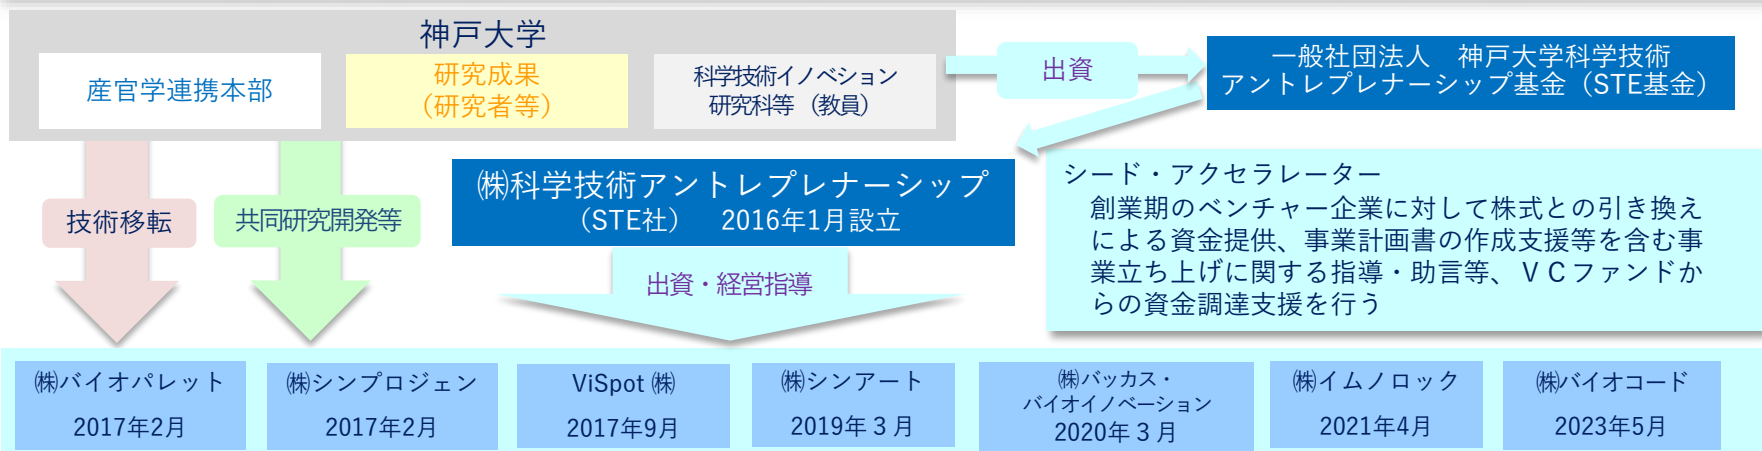 神戸大学
産官学連携本部
研究成果
（研究者等）
科学技術イノベション
研究科等 （教員）
出資
一般社団法人　神戸大学科学技術
アントレプレナーシップ基金（STE基金）
技術移転
共同研究開発等
㈱科学技術アントレプレナーシップ
（STE社）　2016年1月設立
出資・経営指導
シード・アクセラレーター
創業期のベンチャー企業に対して株式との引き換え
による資金提供、事業計画書の作成支援等を含む事
業立ち上げに関する指導・助言等、ＶＣファンドか
らの資金調達支援を行う
㈱バイオパレット
2017年2月
㈱シンプロジェン
2017年2月
ViSpot ㈱
2017年9月
㈱シンアート
2019年３月
㈱バッカス・
バイオイノベーション
2020年３月
㈱イムノロック
2021年4月
㈱バイオコード
2023年5月